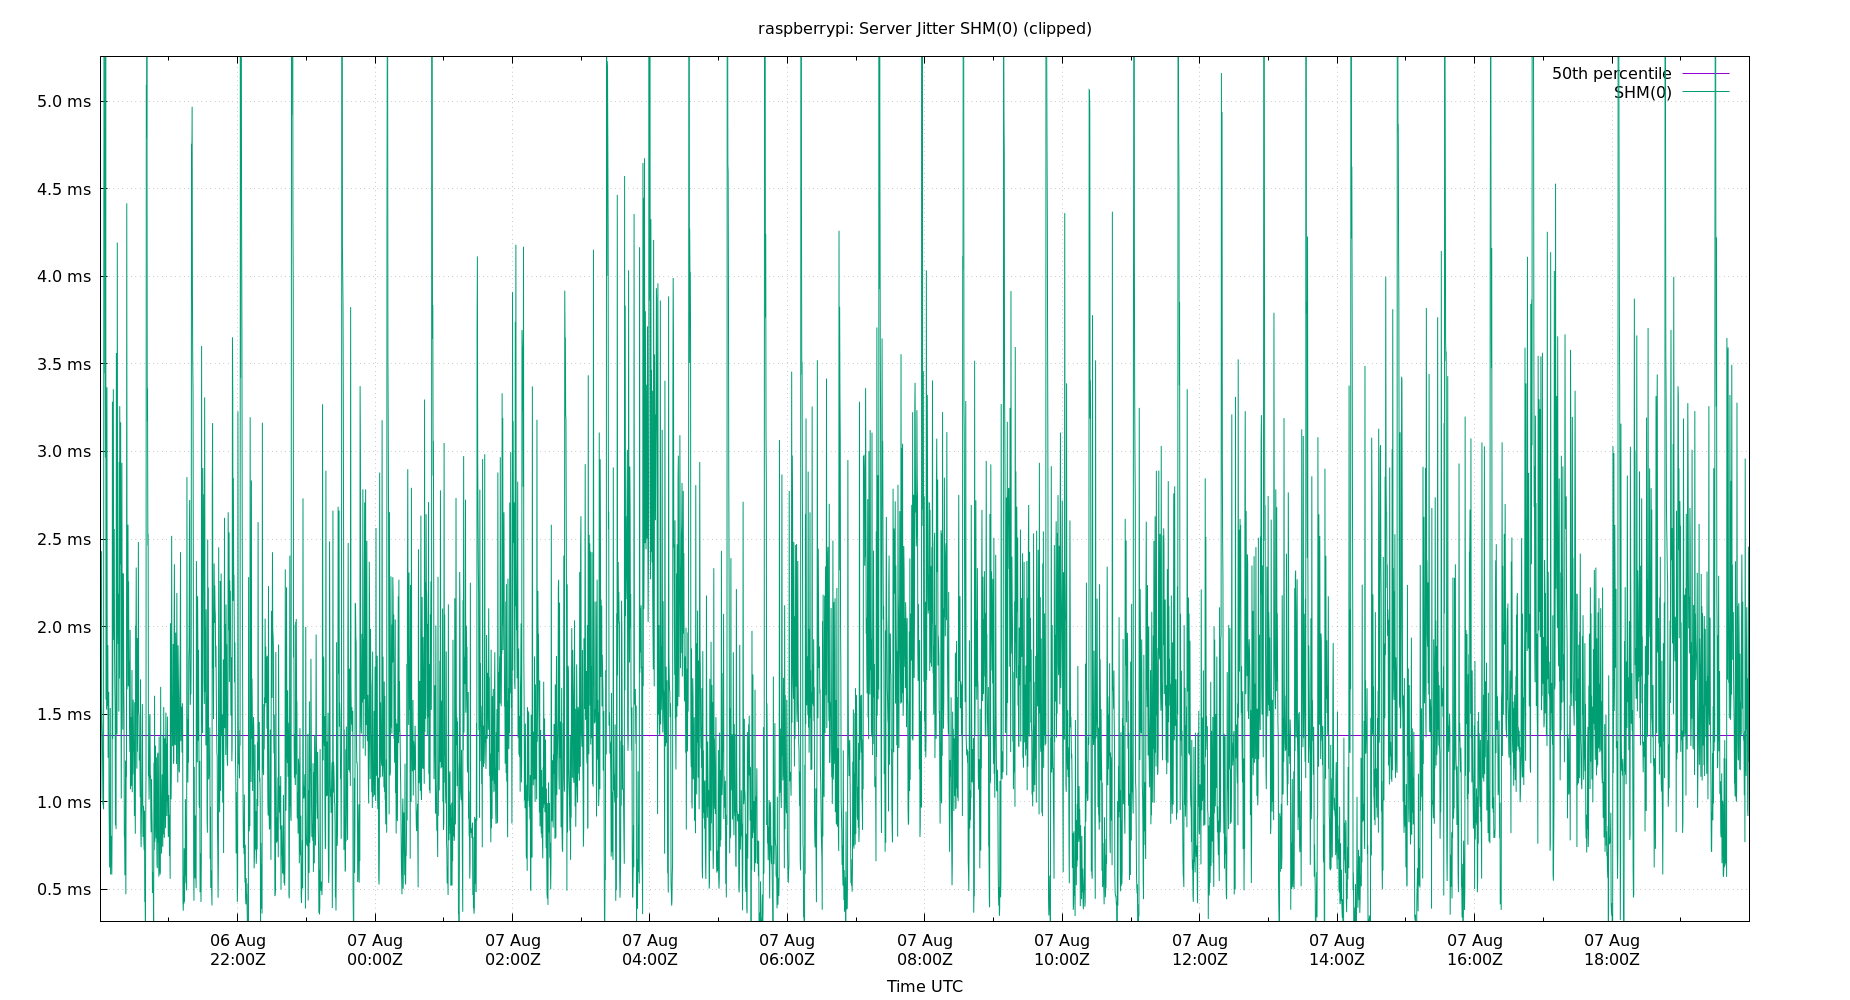 raspberrypi: Server Jitter SHM(0) (clipped)
50th percentile
SHM(0)
5.0 ms
4.5 ms
4.0 ms
3.5 ms
3.0 ms
2.5 ms
2.0 ms
1.5 ms
1.0 ms
0.5 ms
06 Aug 07 Aug 07 Aug 07 Aug 07 Aug 07 Aug 07 Aug 07 Aug 07 Aug 07 Aug 07 Aug
22:00Z 00:00Z 02:00Z 04:00Z 06:00Z 08:00Z 10:00Z 12:00Z 14:00Z 16:00Z 18:00Z
Time UTC